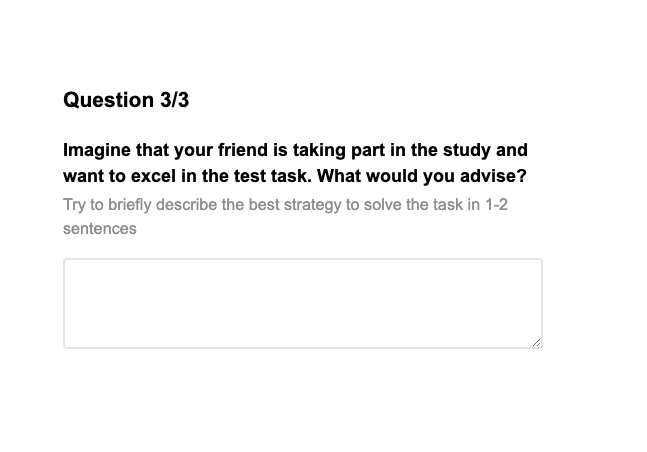 Question 3/3
Imagine that your friend is taking part in the study and
want to excel in the test task. What would you advise?
Try to briefly describe the best strategy to solve the task in 1-2
sentences